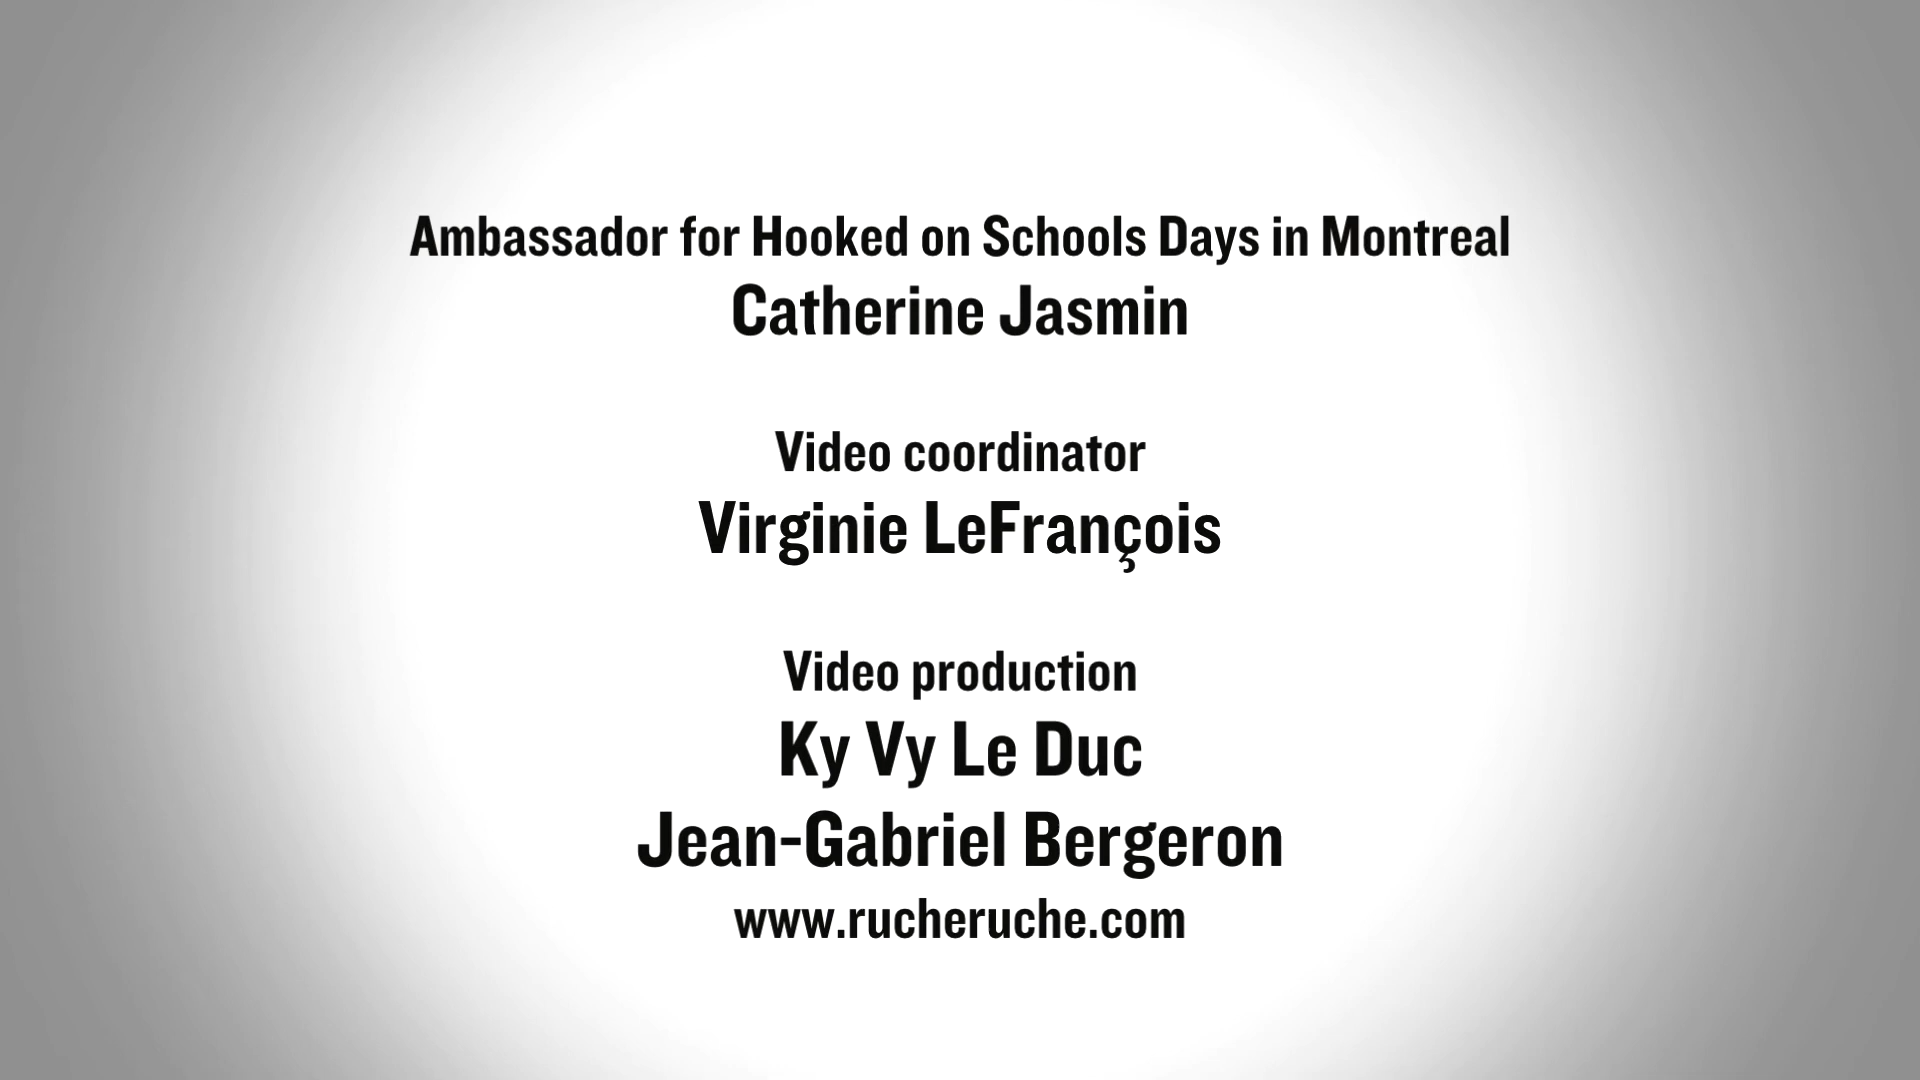 Ambassador for Hooked on Schools Days in Montreal
Catherine Jasmin
Video coordinator
Virginie LeFrançois
Video production
Ky Vy Le Duc
Jean-Gabriel Bergeron
www.rucheruche.com